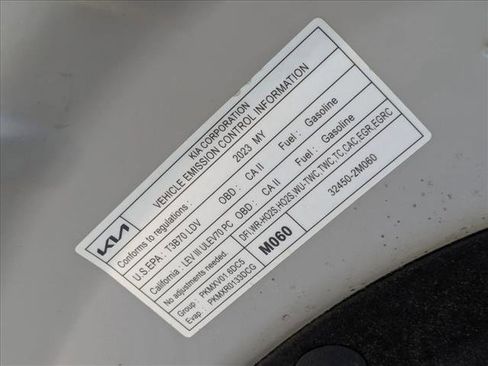 KIA CORPORATION
VEHICLE EMISSION CONTROL INFORMATION
Conforms to regulations : 2023 MY
U.S.EPA : T3B70 LDV OBD : CA II Fuel : Gasoline
California : LEV III ULEV70 PC OBD : CA II Fuel : Gasoline
No adjustments needed.
Group : PKMXV01.6DC5
Evap : PKMXR0133DCG
M060
DFI,WR-HO2S,HO2S,WU-TWC,TWC,TC,CAC,EGR,EGRC
32450-2M060
KIA